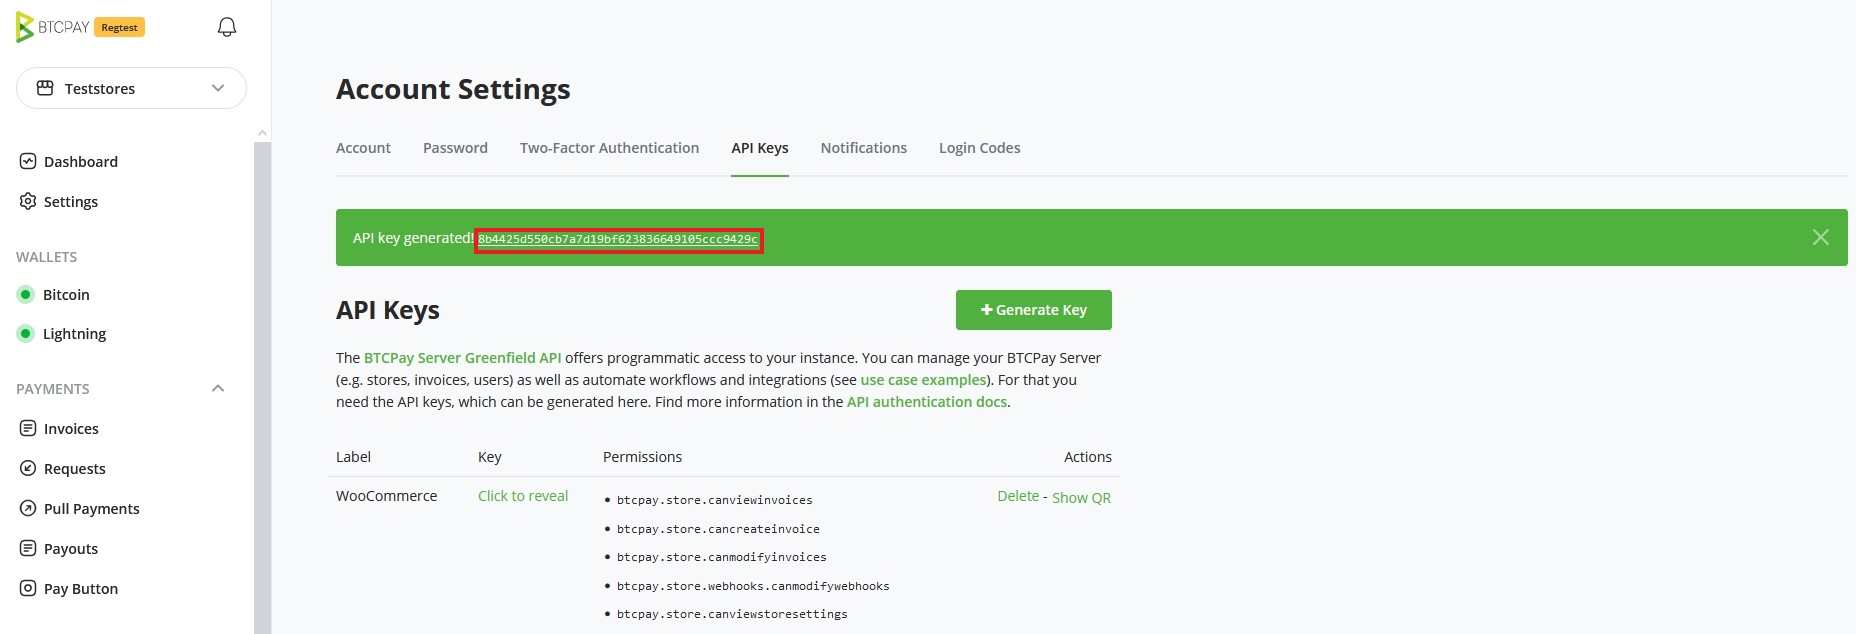 BTCPAY Regtest
Teststores
Dashboard
Settings
WALLETS
Bitcoin
Lightning
PAYMENTS
Invoices
Requests
Pull Payments
Payouts
Pay Button
Account Settings
Account Password Two-Factor Authentication API Keys Notifications Login Codes
API key generated! 8b4425d550cb7a7d19bf623836649105ccc9429c
API Keys
+ Generate Key
The BTCPay Server Greenfield API offers programmatic access to your instance. You can manage your BTCPay Server
(e.g. stores, invoices, users) as well as automate workflows and integrations (see use case examples). For that you
need the API keys, which can be generated here. Find more information in the API authentication docs.
Label Key Permissions Actions
WooCommerce Click to reveal • btcpay.store.canviewinvoices Delete - Show QR
• btcpay.store.cancreateinvoice
• btcpay.store.canmodifyinvoices
• btcpay.store.webhooks.canmodifywebhooks
• btcpay.store.canviewstoresettings